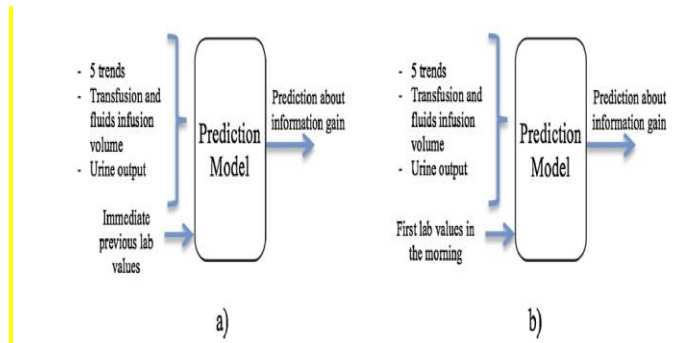 - 5 trends
- Transfusion and
fluids infusion
volume
- Urine output
Immediate
previous lab
values
Prediction
Model
Prediction about
information gain
a)
- 5 trends
- Transfusion and
fluids infusion
volume
- Urine output
First lab values in
the morning
Prediction
Model
Prediction about
information gain
b)